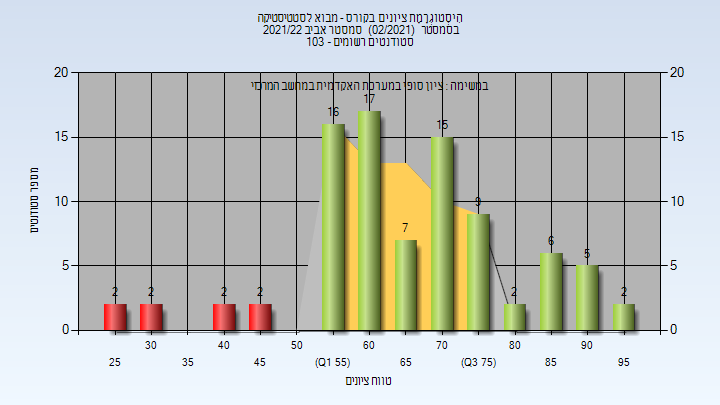 היסטוגרמת ציונים בקורס - מבוא לסטטיסטיקה
בסמסטר (02/2021) סמסטר אביב 2021/22
סטודנטים רשומים - 103
במשימה : ציון סופי במערכת האקדמית במחשב המרכזי
20 20
15 15
10 10
5 5
0 0
מספר סטודנטים
2 2 2 2 16 17 7 15 9 2 6 5 2
30 40 50 60 70 80 90
25 35 45 (Q1 55) 65 (Q3 75) 85 95
טווח ציונים